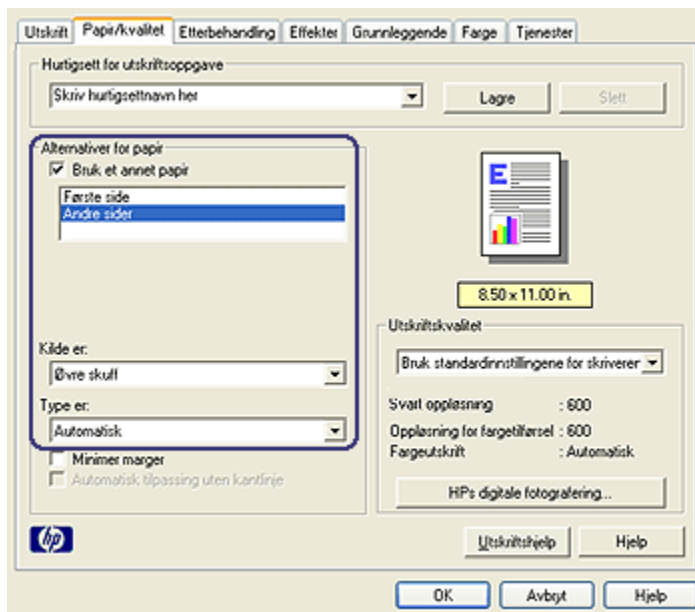 Utskrift Papir/kvalitet Etterbehandling Effekter Grunnleggende Farge Tjenester
Hurtigsett for utskriftsoppgave
Skriv hurtigsettnavn her
Lagre
Slett
Alternativer for papir
Bruk et annet papir
Første side
Andre sider
Kilde er:
Øvre skuff
Type er:
Automatisk
Minimer marger
Automatisk tilpassing uten kantlinje
E
8.50 x 11.00 in.
Utskriftskvalitet
Bruk standardinnstillingene for skriverer
Svart oppløsning : 600
Oppløsning for fargetilførsel : 600
Fargeutskrift : Automatisk
HPs digitale fotografering...
hp
Utskriftshjelp
Hjelp
OK
Avbryt
Hjelp